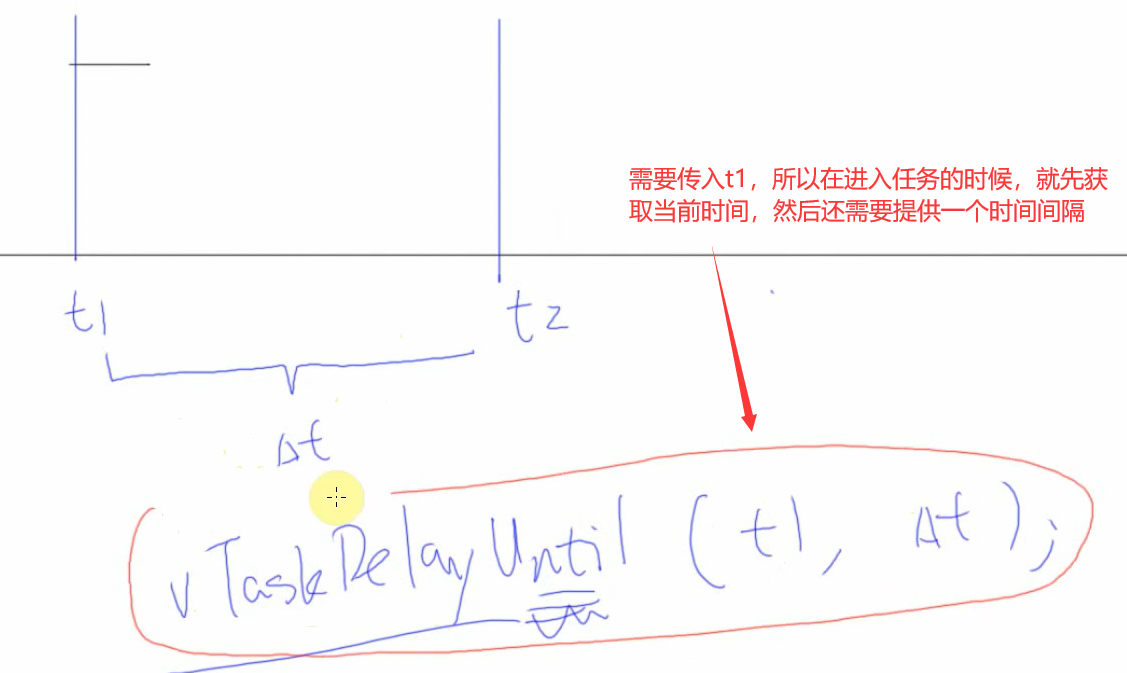 需要传入t1，所以在进入任务的时候，就先获
取当前时间，然后还需要提供一个时间间隔
t1
t2
Δt
vTaskDelayUntil (t1, Δt);